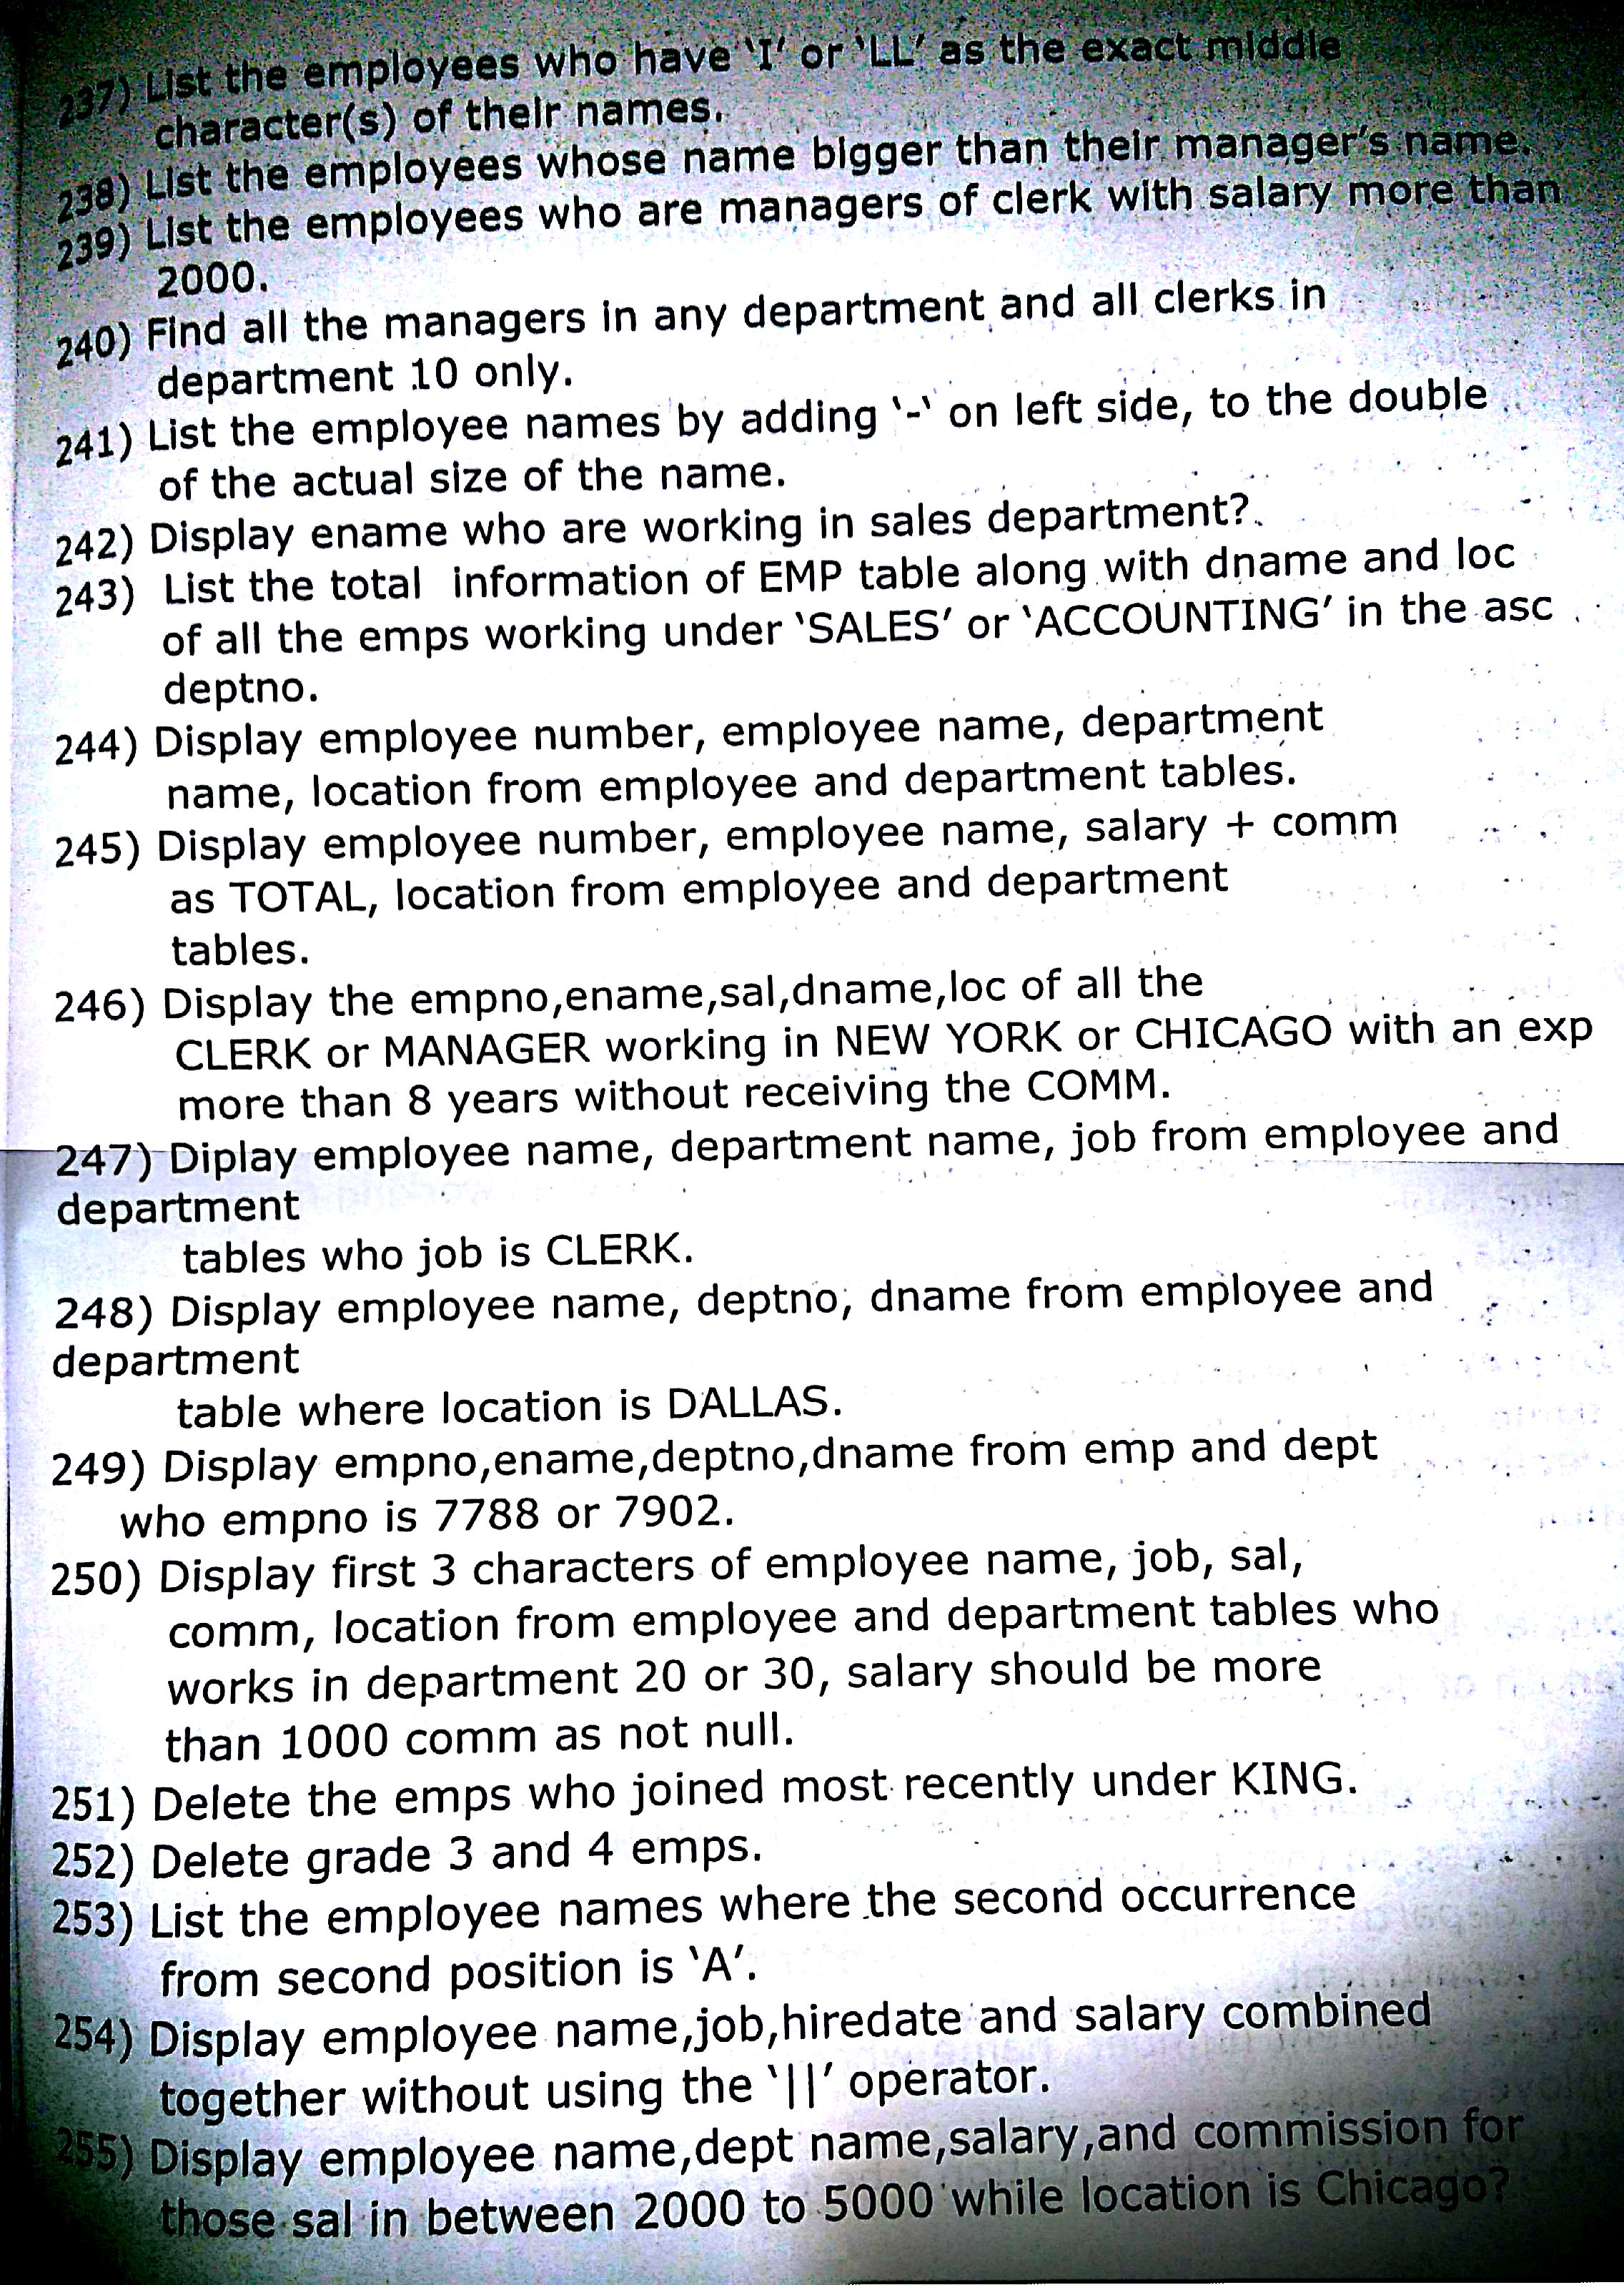 237) List the employees who have ‘I’ or ‘LL’ as the exact middle
character(s) of their names.
238) List the employees whose name bigger than their manager’s name.
239) List the employees who are managers of clerk with salary more than
2000.
240) Find all the managers in any department and all clerks in
department 10 only.
241) List the employee names by adding ‘-‘ on left side, to the double
of the actual size of the name.
242) Display ename who are working in sales department?
243) List the total information of EMP table along with dname and loc
of all the emps working under ‘SALES’ or ‘ACCOUNTING’ in the asc
deptno.
244) Display employee number, employee name, department
name, location from employee and department tables.
245) Display employee number, employee name, salary + comm
as TOTAL, location from employee and department
tables.
246) Display the empno,ename,sal,dname,loc of all the
CLERK or MANAGER working in NEW YORK or CHICAGO with an exp
more than 8 years without receiving the COMM.
247) Diplay employee name, department name, job from employee and
department
tables who job is CLERK.
248) Display employee name, deptno, dname from employee and
department
table where location is DALLAS.
249) Display empno,ename,deptno,dname from emp and dept
who empno is 7788 or 7902.
250) Display first 3 characters of employee name, job, sal,
comm, location from employee and department tables who
works in department 20 or 30, salary should be more
than 1000 comm as not null.
251) Delete the emps who joined most recently under KING.
252) Delete grade 3 and 4 emps.
253) List the employee names where the second occurrence
from second position is ‘A’.
254) Display employee name,job,hiredate and salary combined
together without using the ‘||’ operator.
255) Display employee name,dept name,salary,and commission for
those sal in between 2000 to 5000 while location is Chicago?